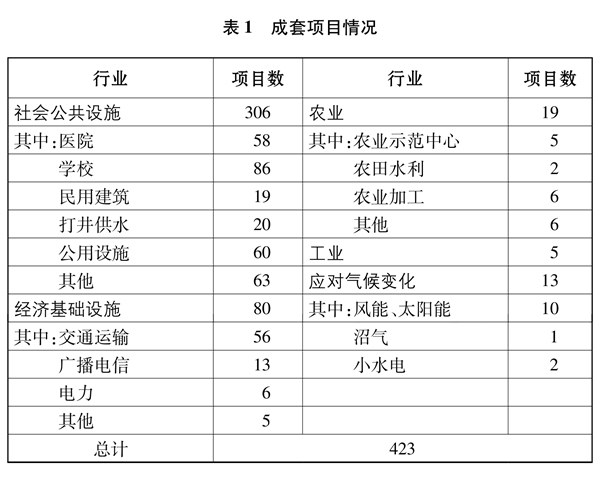 表1 成套项目情况
行业 项目数 行业 项目数
社会公共设施 306 农业 19
其中:医院 58 其中:农业示范中心 5
学校 86 农田水利 2
民用建筑 19 农业加工 6
打井供水 20 其他 6
公用设施 60 工业 5
其他 63 应对气候变化 13
经济基础设施 80 其中:风能、太阳能 10
其中:交通运输 56 沼气 1
广播电信 13 小水电 2
电力 6
其他 5
总计 423